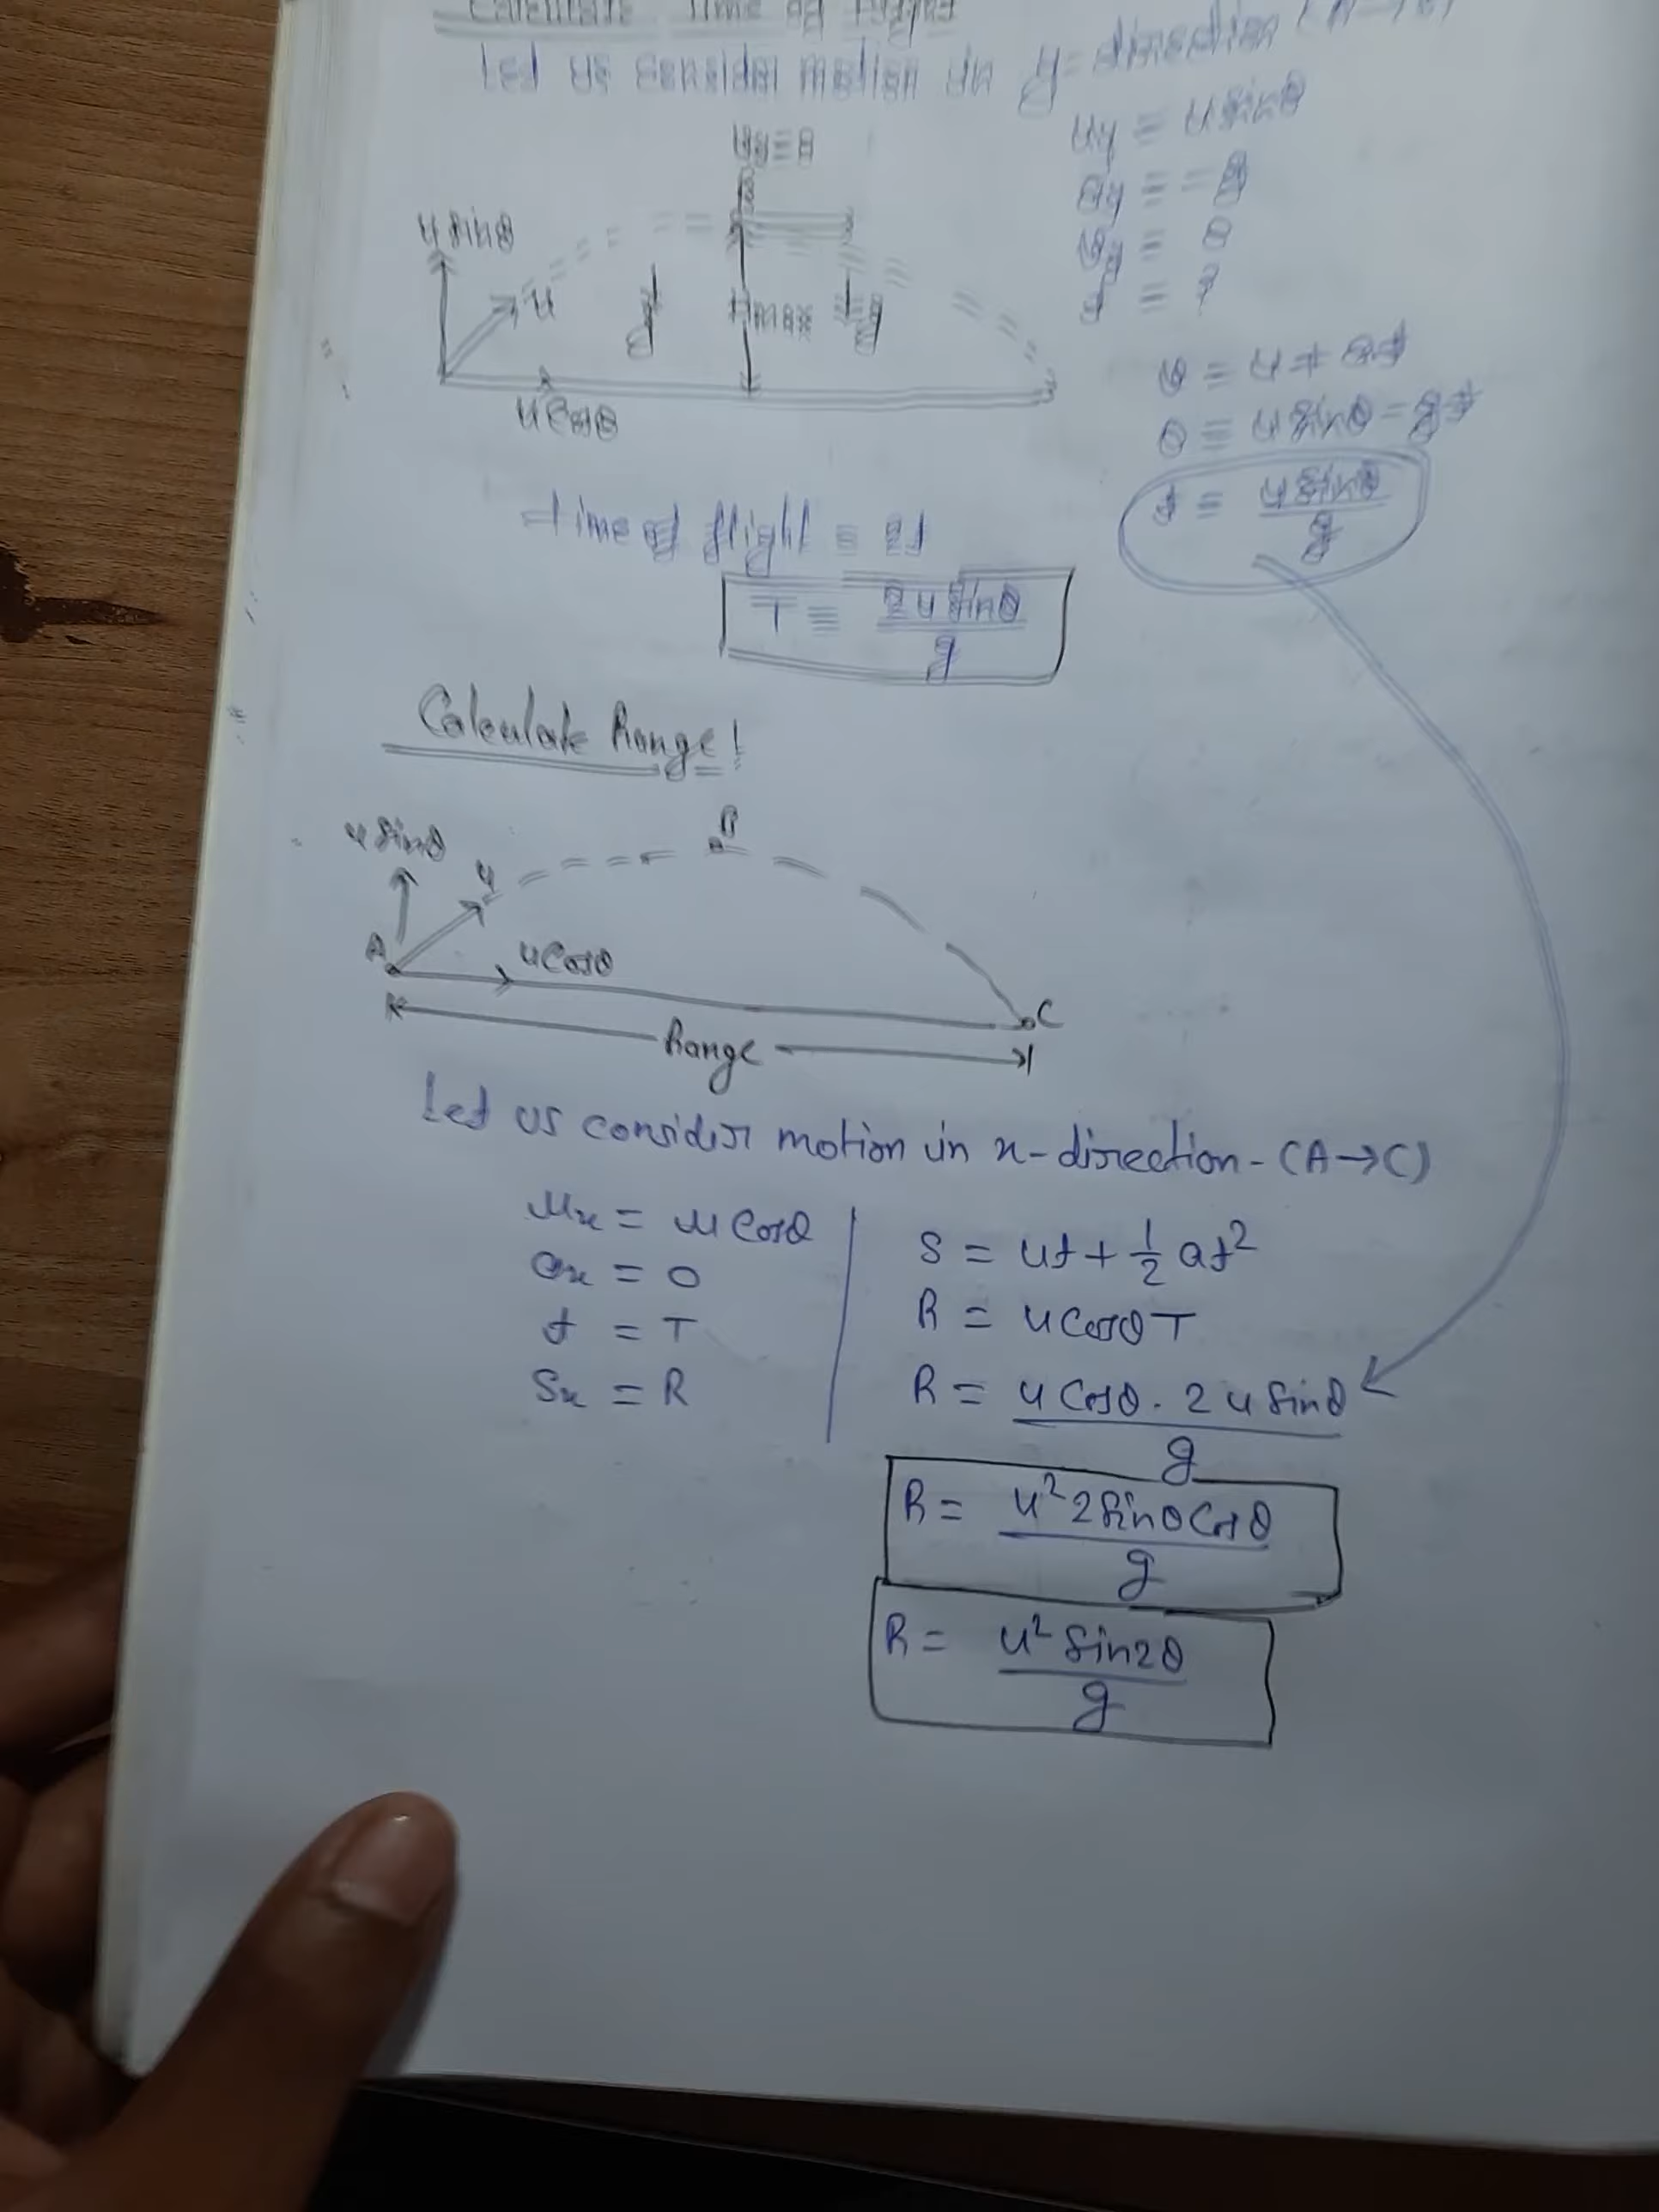 Calculate Time of flight
Let us consider motion in y-direction (A→B)
uy = u sinθ
ay = -g
vy = 0
t = ?
vy=0
B
u sinθ
u
t
Hmax
u cosθ
v = u + at
0 = u sinθ - gt
t = u sinθ / g
Time of flight = 2t
T = 2u sinθ / g
Calculate Range!
u sinθ
u
B
A
u cosθ
C
Range
Let us consider motion in x-direction - (A→C)
ux = u cosθ
ax = 0
t = T
Sx = R
S = ut + 1/2 at²
R = u cosθ T
R = u cosθ . 2 u sinθ / g
R = u² 2 sinθ cosθ / g
R = u² sin2θ / g